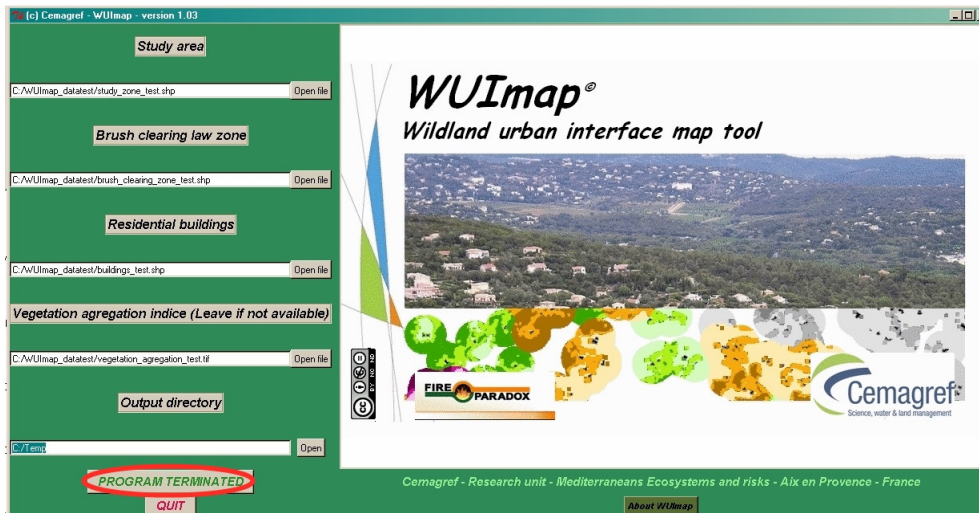 (c) Cemagref - WUImap - version 1.03
Study area
C:/WUImap_datatest/study_zone_test.shp Open file
Brush clearing law zone
C:/WUImap_datatest/brush_clearing_zone_test.shp Open file
Residential buildings
C:/WUImap_datatest/buildings_test.shp Open file
Vegetation agregation indice (Leave if not available)
C:/WUImap_datatest/vegetation_agregation_test.tif Open file
Output directory
C:/Temp Open
PROGRAM TERMINATED
QUIT
WUImap©
Wildland urban interface map tool
BY NC ND
FIRE PARADOX
Cemagref
Science, water & land management
Cemagref - Research unit - Mediterraneans Ecosystems and risks - Aix en Provence - France
About WUImap